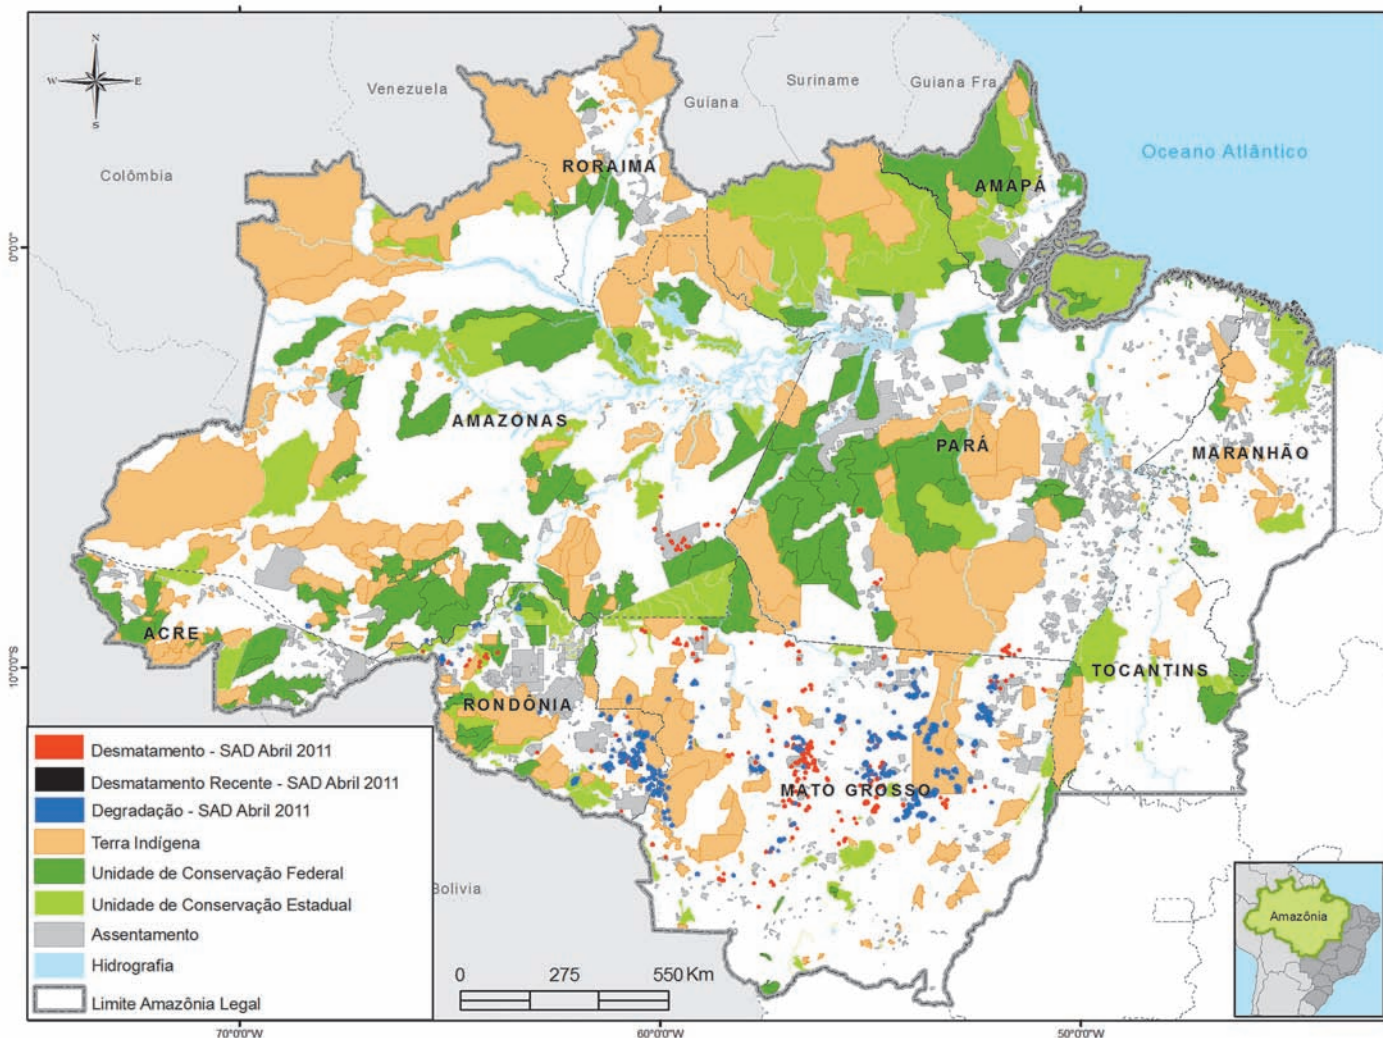 N
W E
S
Venezuela
Suriname
Guiana Fra
Guiana
Colômbia
Oceano Atlântico
RORAIMA
AMAPÁ
0°0'0"
AMAZONAS
PARÁ
MARANHÃO
ACRE
10°0'0"S
TOCANTINS
RONDÔNIA
MATO GROSSO
Bolivia
Desmatamento - SAD Abril 2011
Desmatamento Recente - SAD Abril 2011
Degradação - SAD Abril 2011
Terra Indígena
Unidade de Conservação Federal
Unidade de Conservação Estadual
Assentamento
Hidrografia
Limite Amazônia Legal
0 275 550 Km
Amazônia
70°0'0"W 60°0'0"W 50°0'0"W